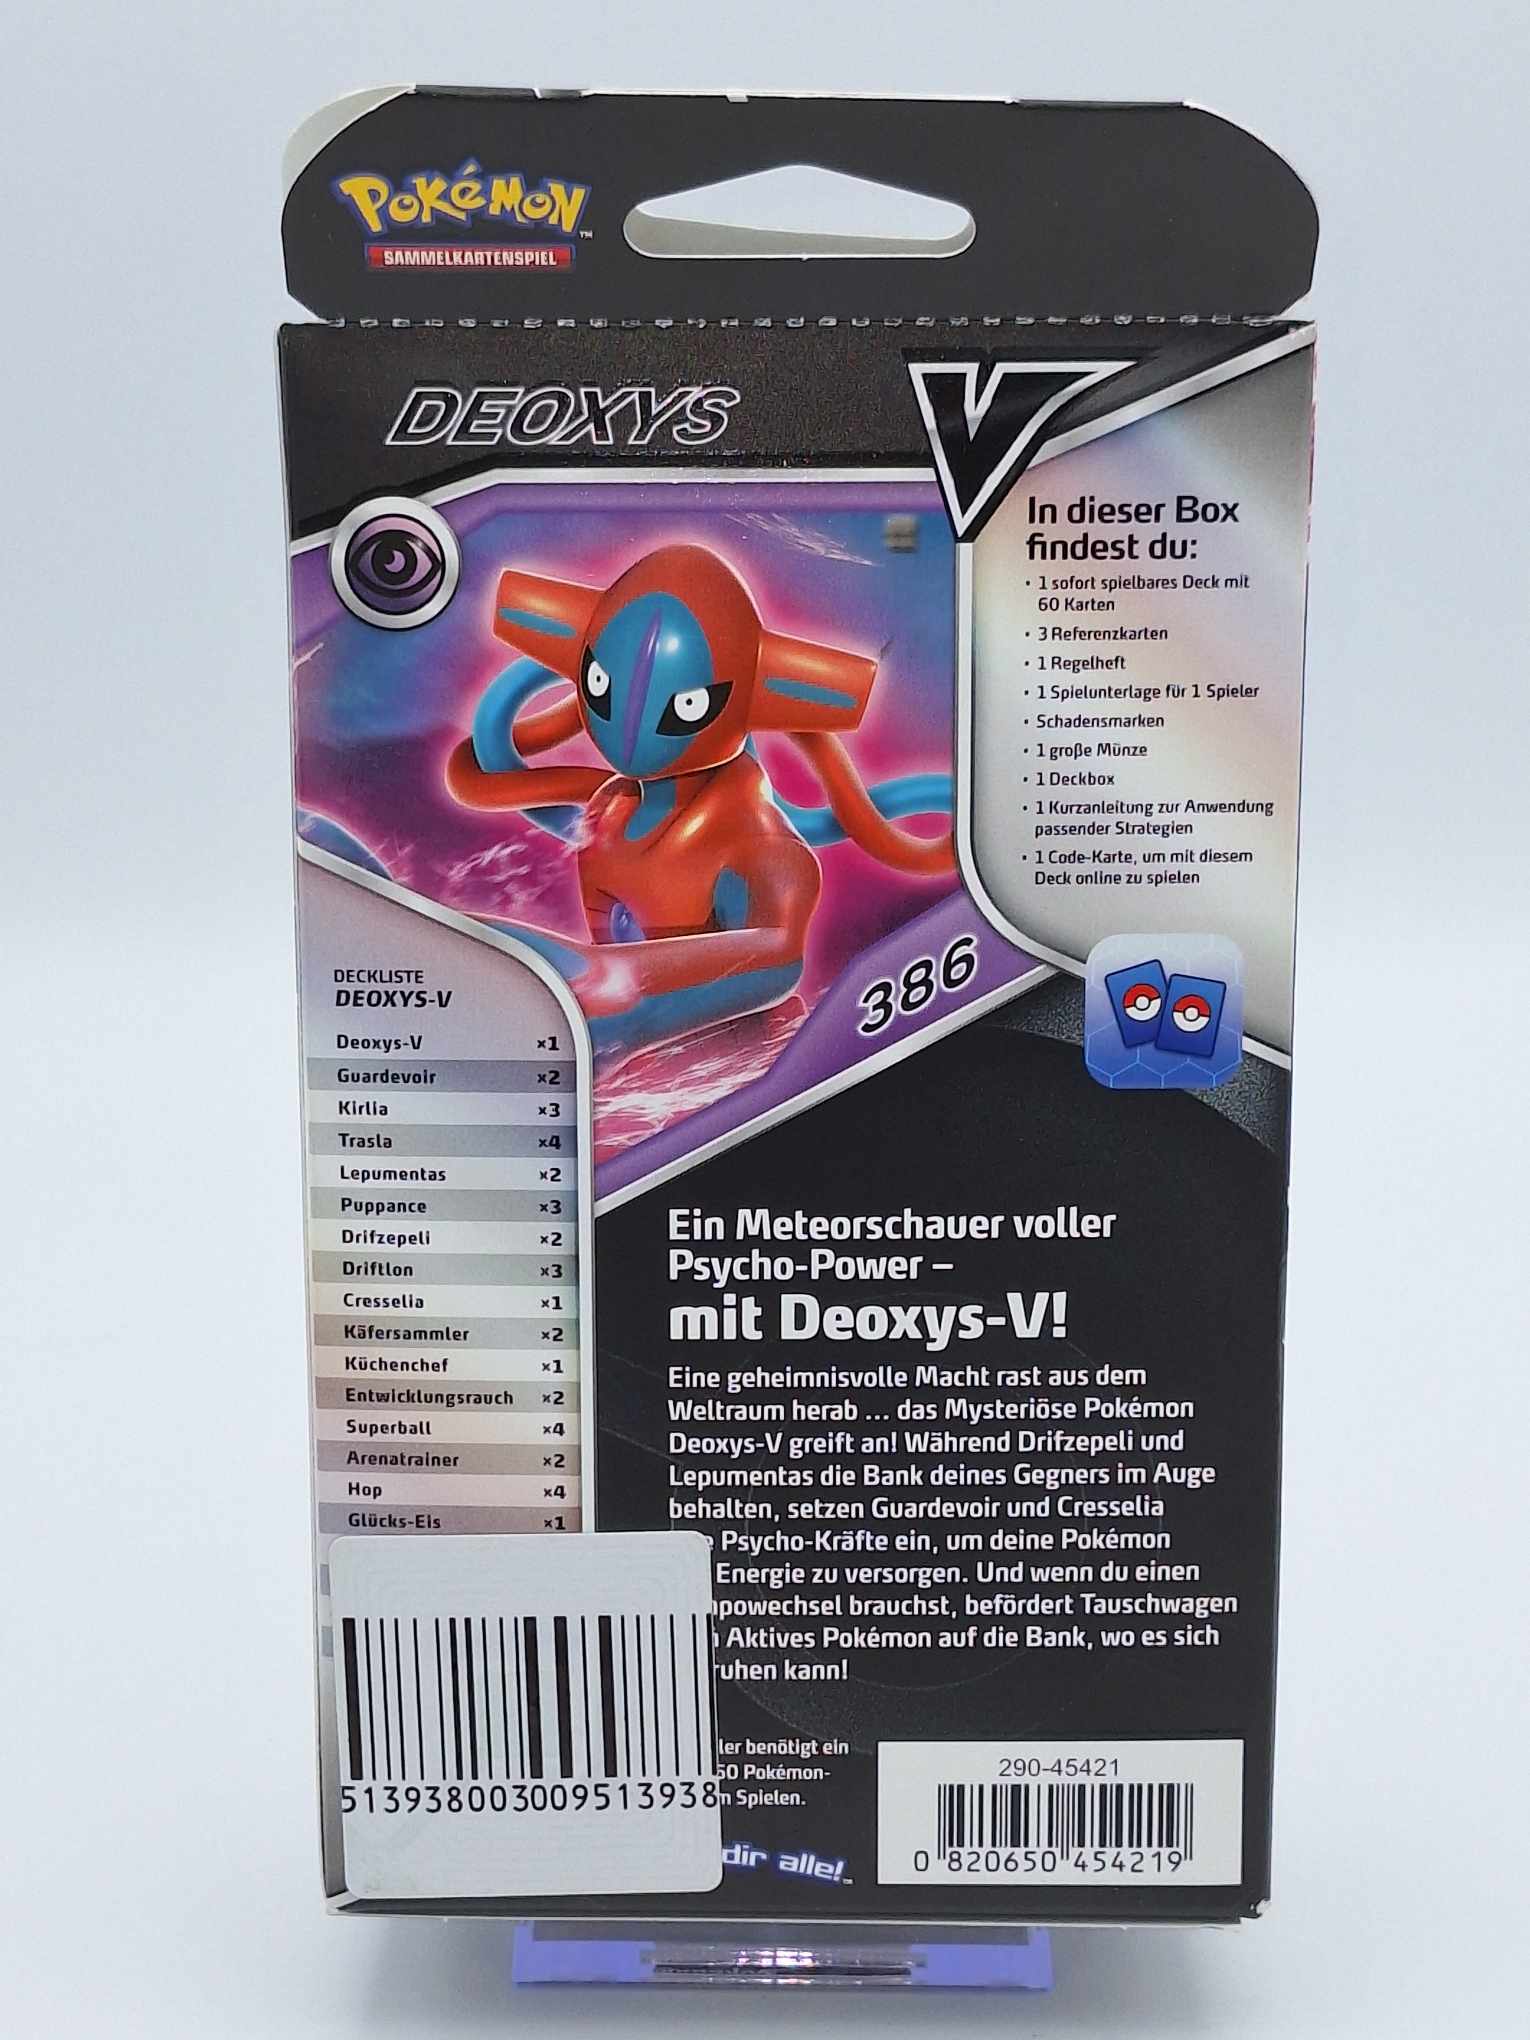 POKÉMON
TM
SAMMELKARTENSPIEL
DEOXYS
V
In dieser Box
findest du:
• 1 sofort spielbares Deck mit
60 Karten
• 3 Referenzkarten
• 1 Regelheft
• 1 Spielunterlage für 1 Spieler
• Schadensmarken
• 1 große Münze
• 1 Deckbox
• 1 Kurzanleitung zur Anwendung
passender Strategien
• 1 Code-Karte, um mit diesem
Deck online zu spielen
386
DECKLISTE
DEOXYS-V
Deoxys-V ×1
Guardevoir ×2
Kirlia ×3
Trasla ×4
Lepumentas ×2
Puppance ×3
Drifzepeli ×2
Driftlon ×3
Cresselia ×1
Käfersammler ×2
Küchenchef ×1
Entwicklungsrauch ×2
Superball ×4
Arenatrainer ×2
Hop ×4
Glücks-Eis ×1
Ein Meteorschauer voller
Psycho-Power –
mit Deoxys-V!
Eine geheimnisvolle Macht rast aus dem
Weltraum herab ... das Mysteriöse Pokémon
Deoxys-V greift an! Während Drifzepeli und
Lepumentas die Bank deines Gegners im Auge
behalten, setzen Guardevoir und Cresselia
Psycho-Kräfte ein, um deine Pokémon
Energie zu versorgen. Und wenn du einen
powechsel brauchst, befördert Tauschwagen
Aktives Pokémon auf die Bank, wo es sich
ruhen kann!
ler benötigt ein
60 Pokémon-
Spielen.
dir alle!
513938003009513938
290-45421
0 820650 454219